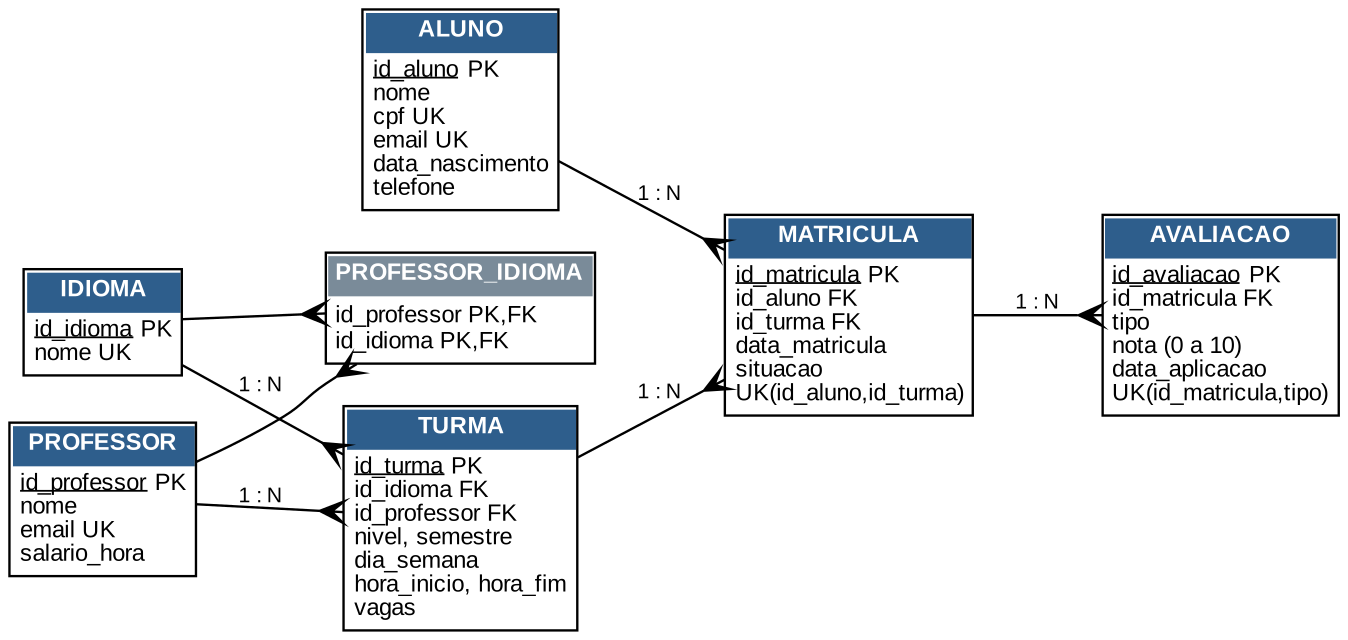 ALUNO
id_aluno PK
nome
cpf UK
email UK
data_nascimento
telefone
1 : N
IDIOMA
id_idioma PK
nome UK
PROFESSOR_IDIOMA
id_professor PK,FK
id_idioma PK,FK
1 : N
PROFESSOR
id_professor PK
nome
email UK
salario_hora
1 : N
TURMA
id_turma PK
id_idioma FK
id_professor FK
nivel, semestre
dia_semana
hora_inicio, hora_fim
vagas
1 : N
MATRICULA
id_matricula PK
id_aluno FK
id_turma FK
data_matricula
situacao
UK(id_aluno,id_turma)
1 : N
AVALIACAO
id_avaliacao PK
id_matricula FK
tipo
nota (0 a 10)
data_aplicacao
UK(id_matricula,tipo)